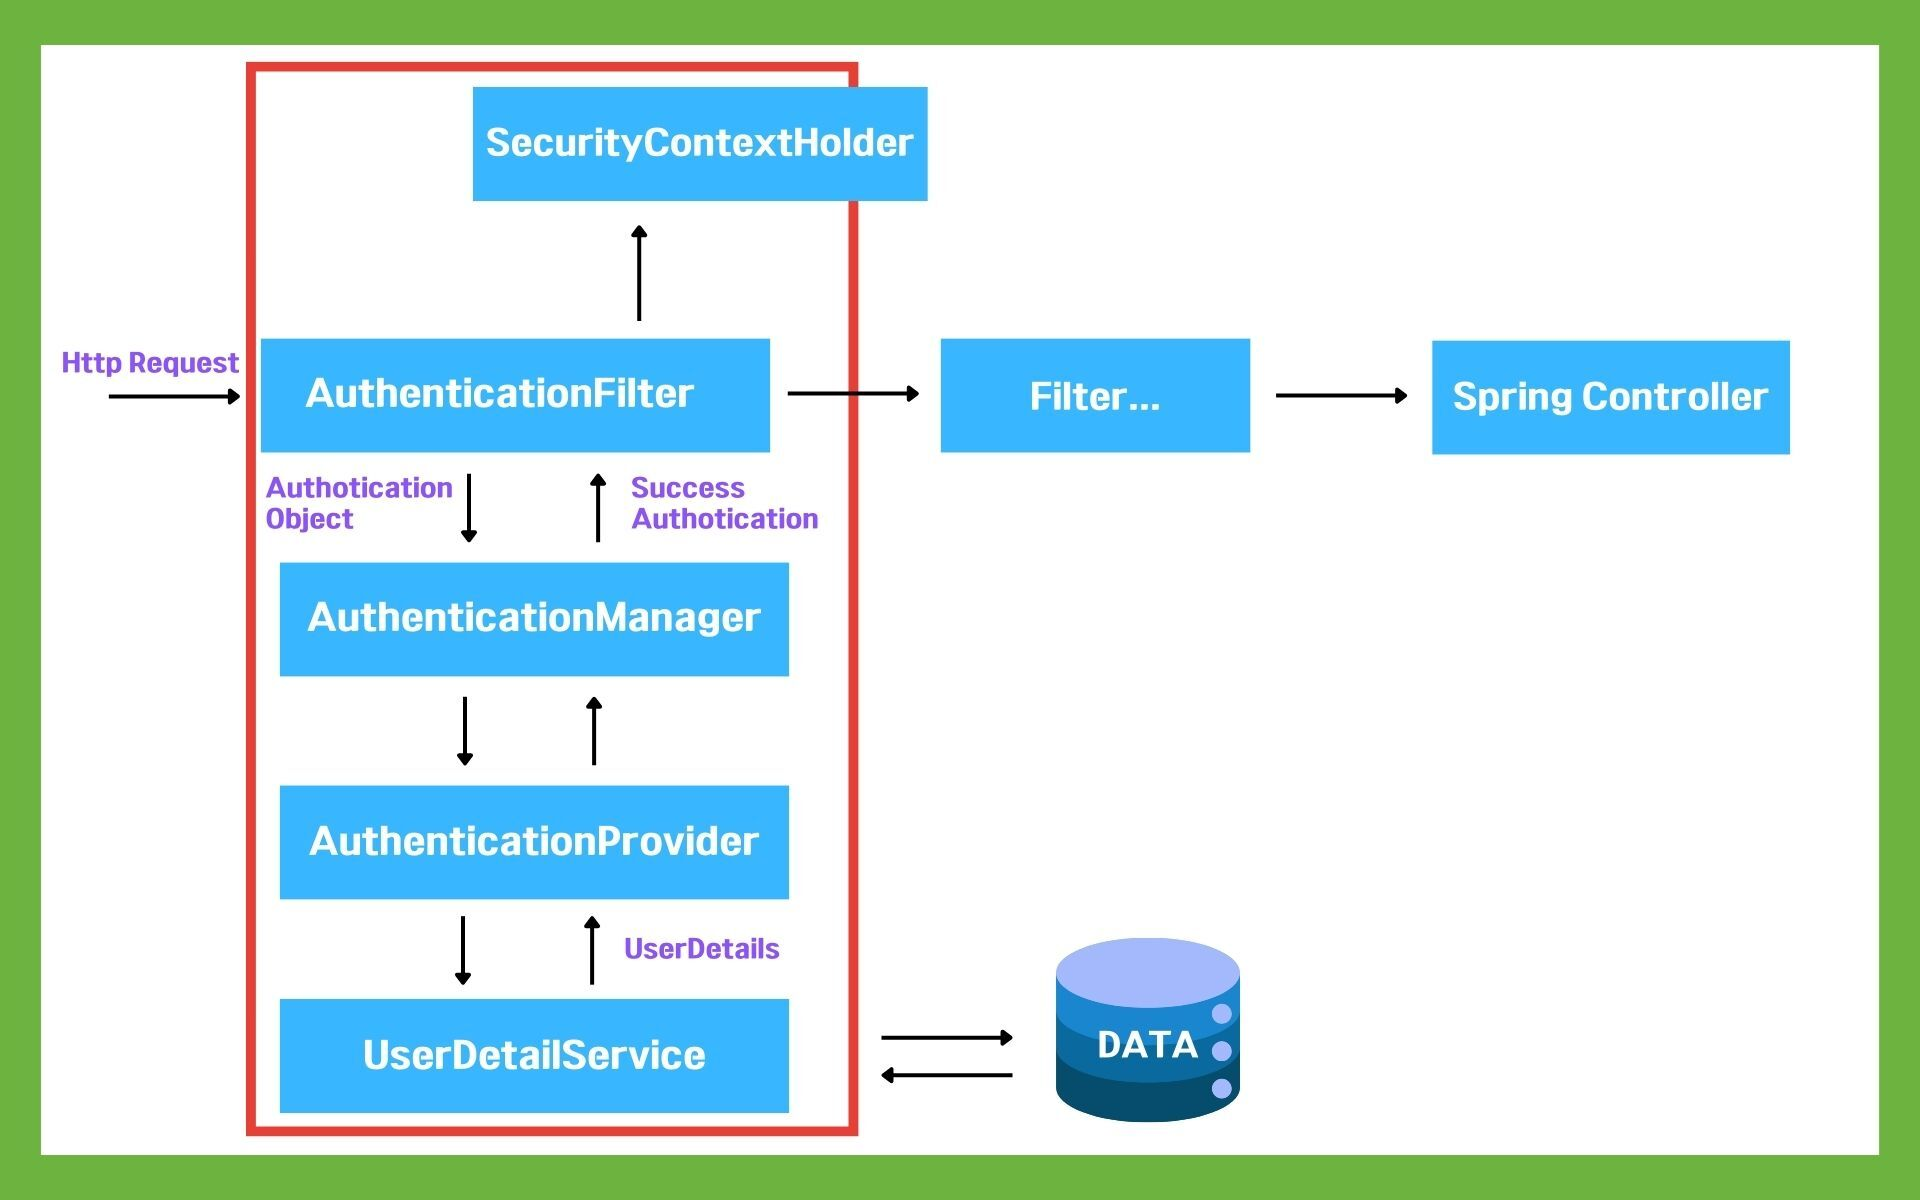 SecurityContextHolder
Http Request
AuthenticationFilter
Filter...
Spring Controller
Authotication
Object
Success
Authotication
AuthenticationManager
AuthenticationProvider
UserDetails
UserDetailService
DATA